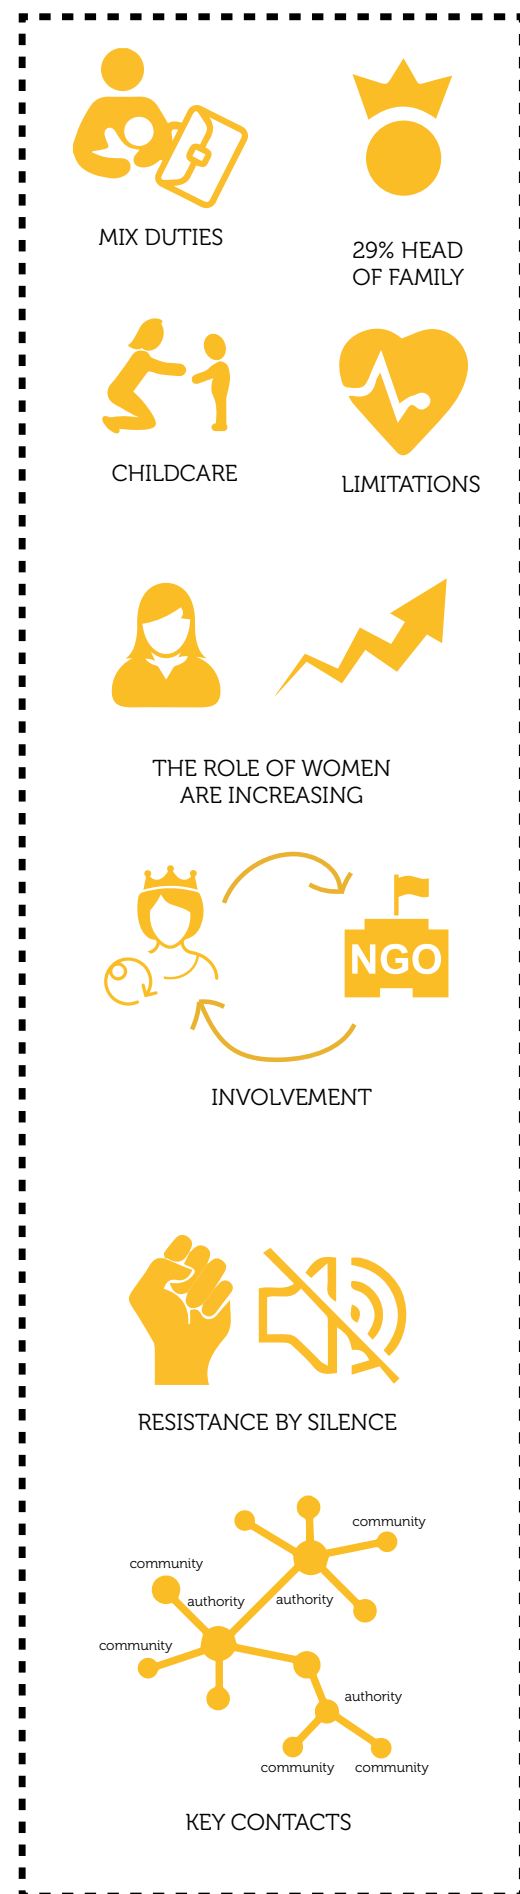 MIX DUTIES
29% HEAD
OF FAMILY
CHILDCARE
LIMITATIONS
THE ROLE OF WOMEN
ARE INCREASING
NGO
INVOLVEMENT
RESISTANCE BY SILENCE
community
community
authority
authority
community
authority
community
community
KEY CONTACTS